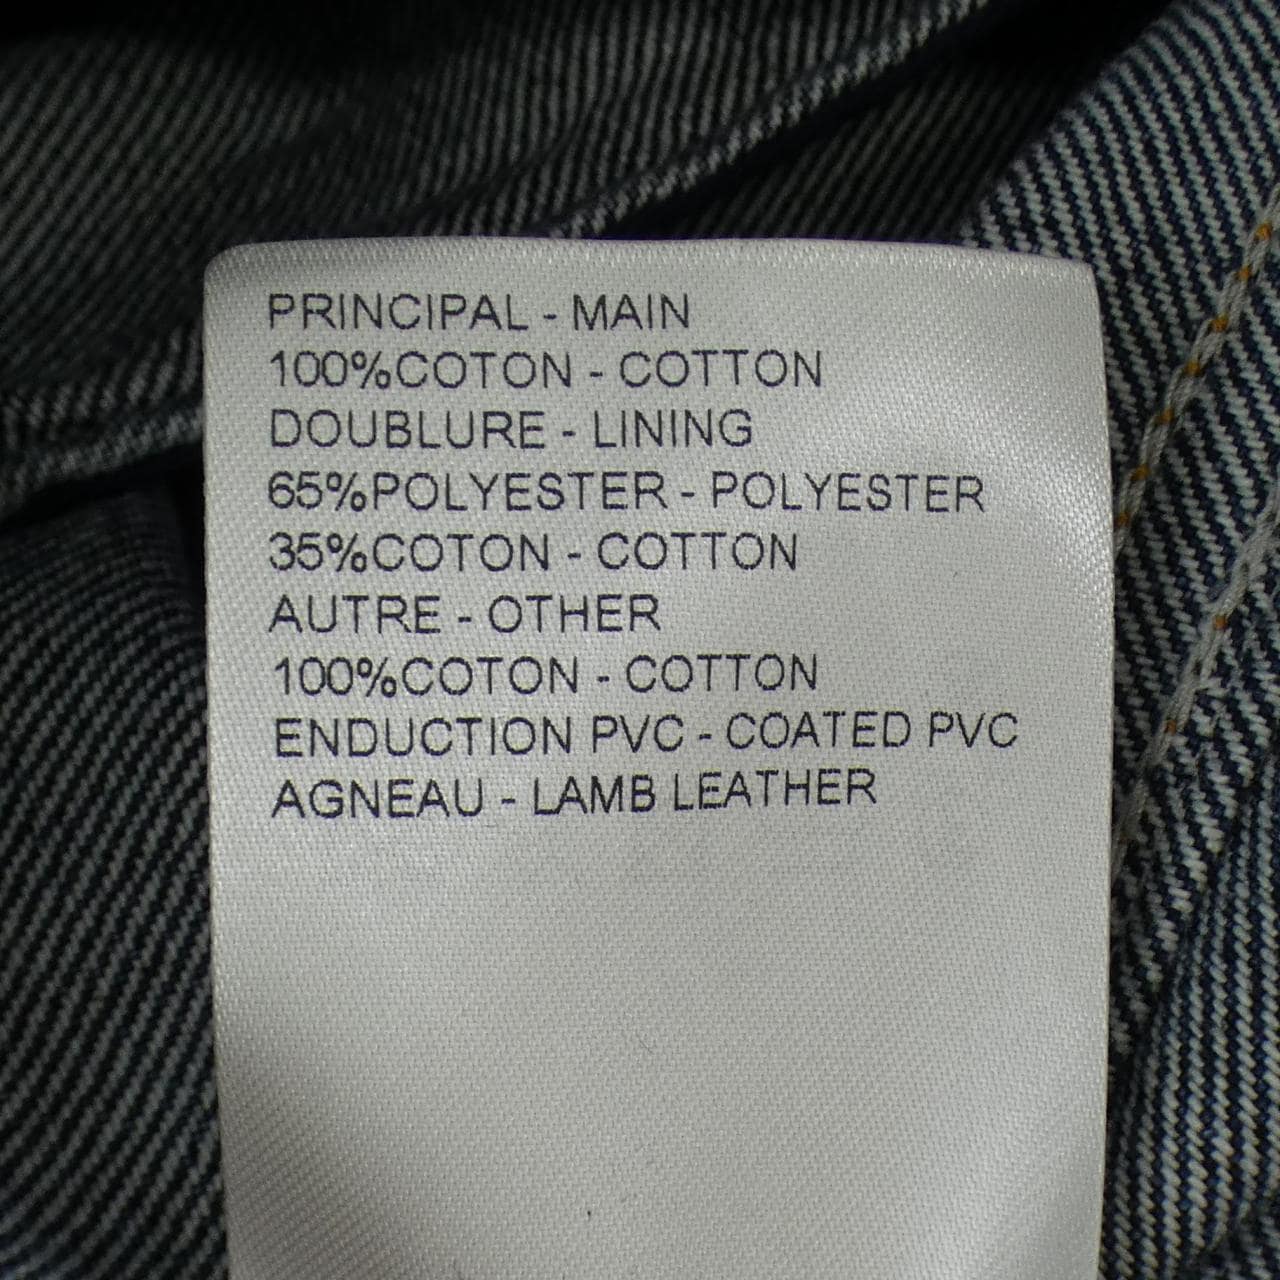 PRINCIPAL - MAIN
100%COTON - COTTON
DOUBLURE - LINING
65%POLYESTER - POLYESTER
35%COTON - COTTON
AUTRE - OTHER
100%COTON - COTTON
ENDUCTION PVC - COATED PVC
AGNEAU - LAMB LEATHER